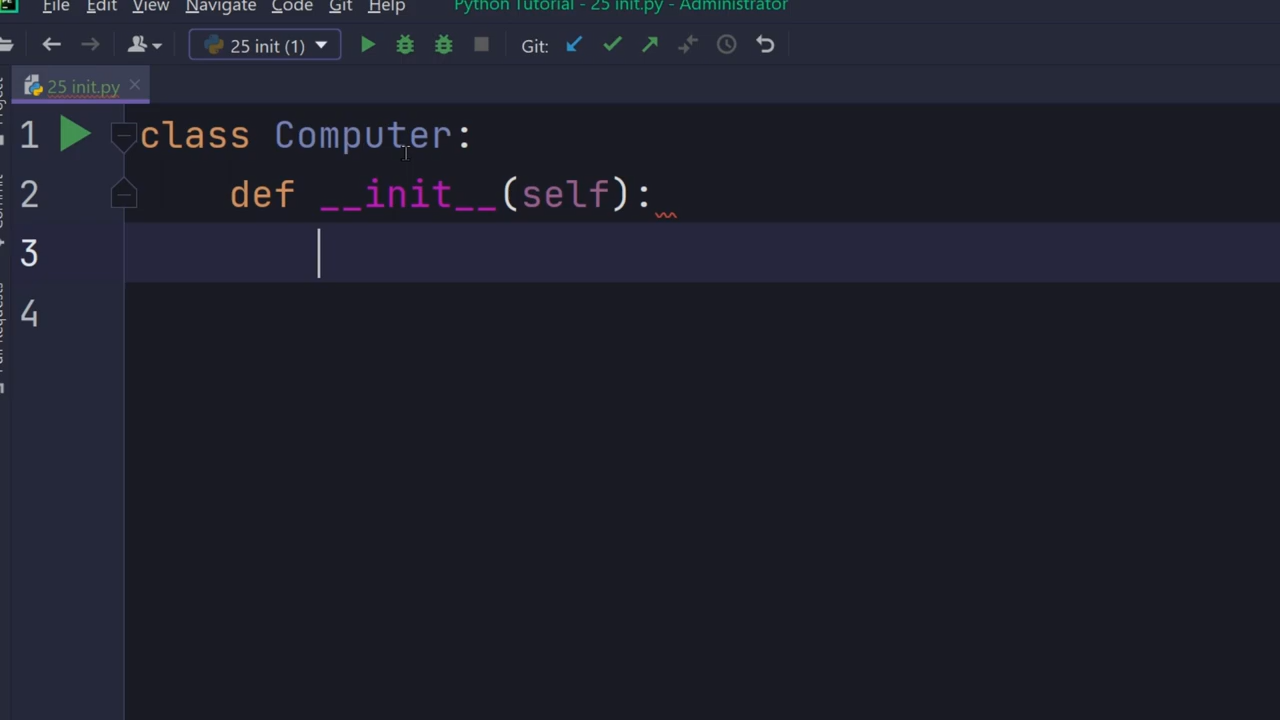 File Edit View Navigate Code Git Help Python Tutorial - 25 init.py - Administrator
25 init (1) Git:
25 init.py
1 class Computer:
2 def __init__(self):
3
4